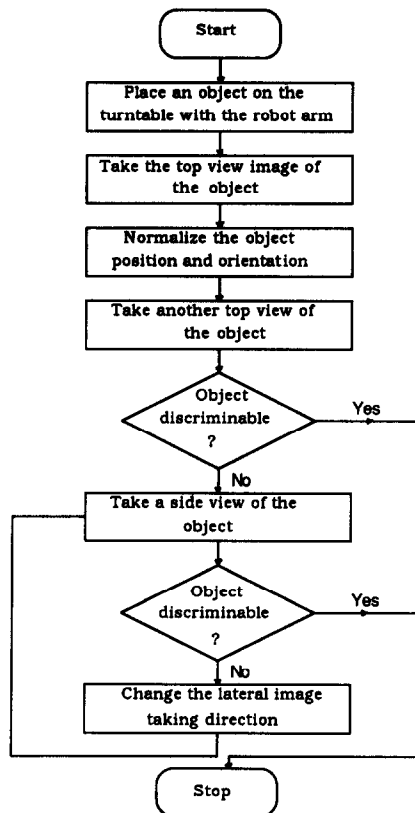 Start
Place an object on the
turntable with the robot arm
Take the top view image of
the object
Normalize the object
position and orientation
Take another top view of
the object
Object
discriminable
?
Yes
No
Take a side view of the
object
Object
discriminable
?
Yes
No
Change the lateral image
taking direction
Stop